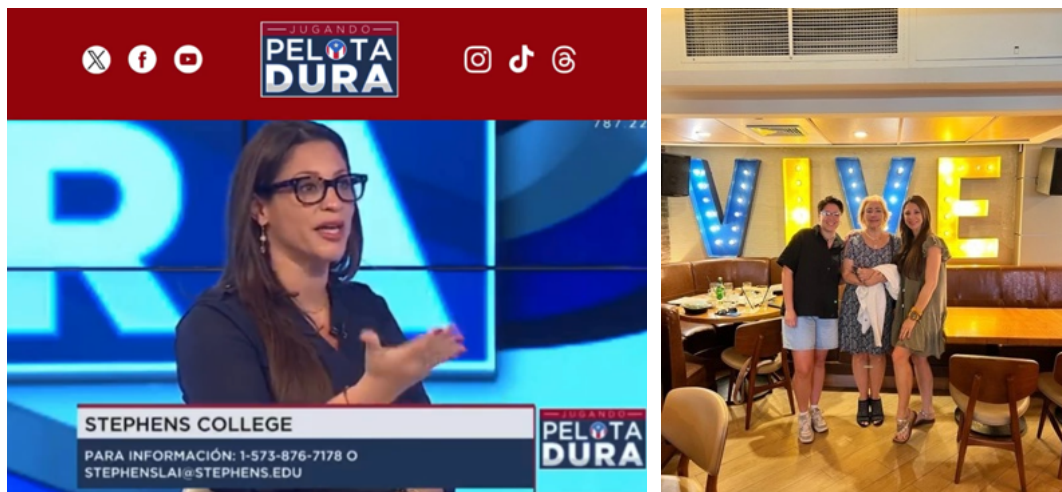 JUGANDO
PELOTA
DURA
787 22
RA
STEPHENS COLLEGE
PARA INFORMACIÓN: 1-573-876-7178 O
STEPHENSLAI@STEPHENS.EDU
JUGANDO
PELOTA
DURA
VIVE